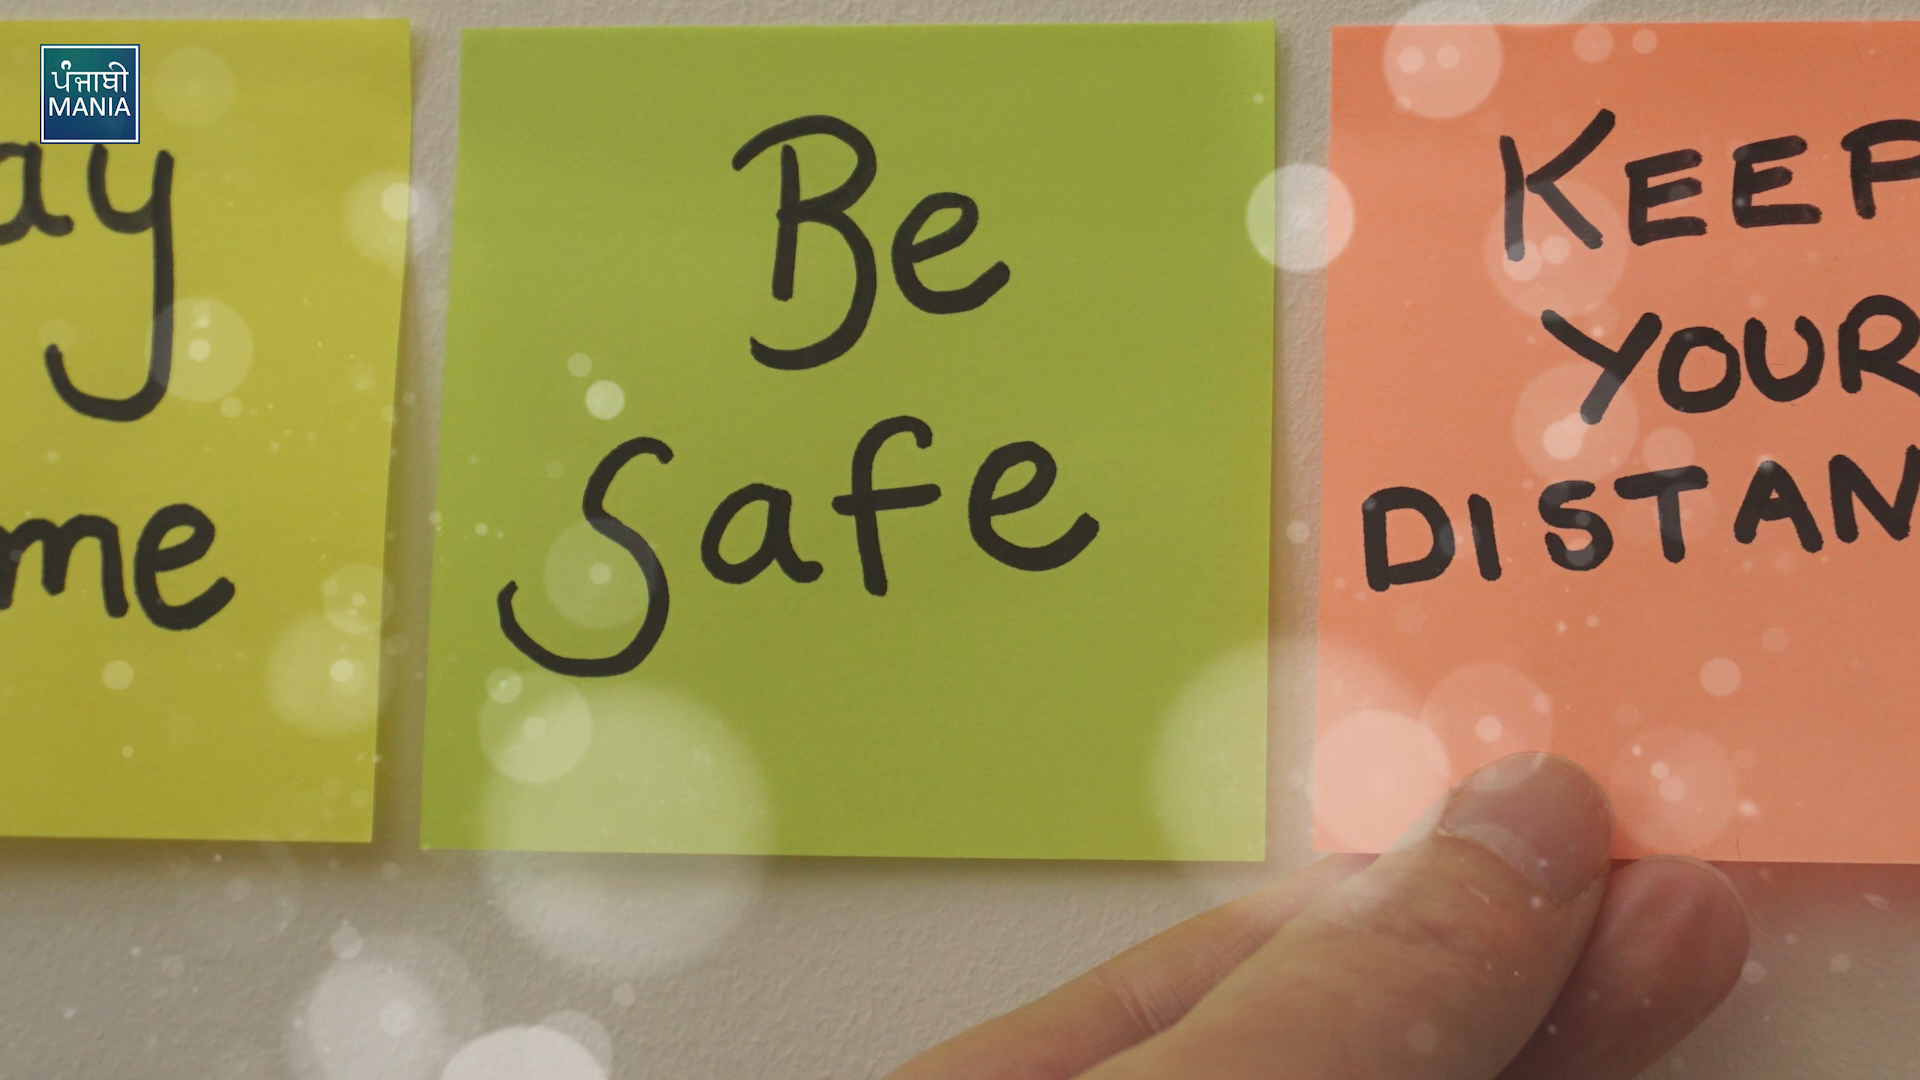 ਪੰਜਾਬੀ
MANIA
ay
me
Be
Safe
KEEP
YOUR
DISTAN